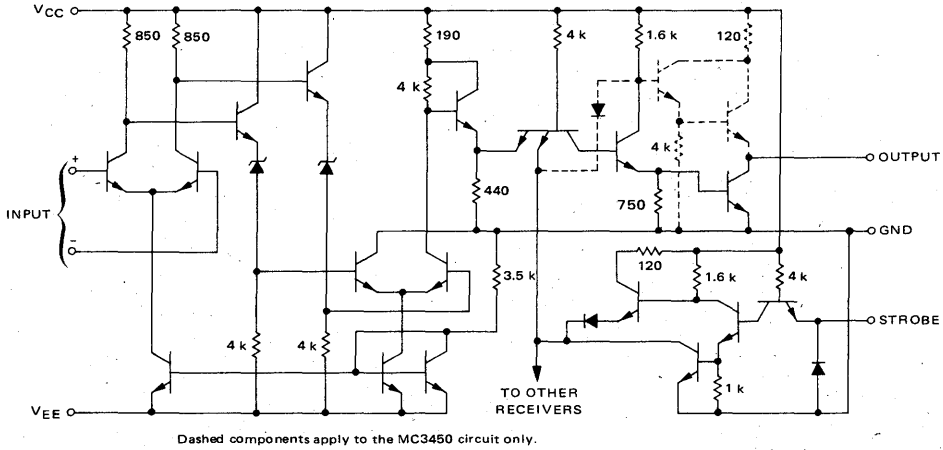 VCC
850
850
190
4 k
1.6 k
120
4 k
+
INPUT
−
4 k
440
750
OUTPUT
GND
3.5 k
120
1.6 k
4 k
STROBE
4 k
4 k
1 k
TO OTHER
RECEIVERS
VEE
Dashed components apply to the MC3450 circuit only.